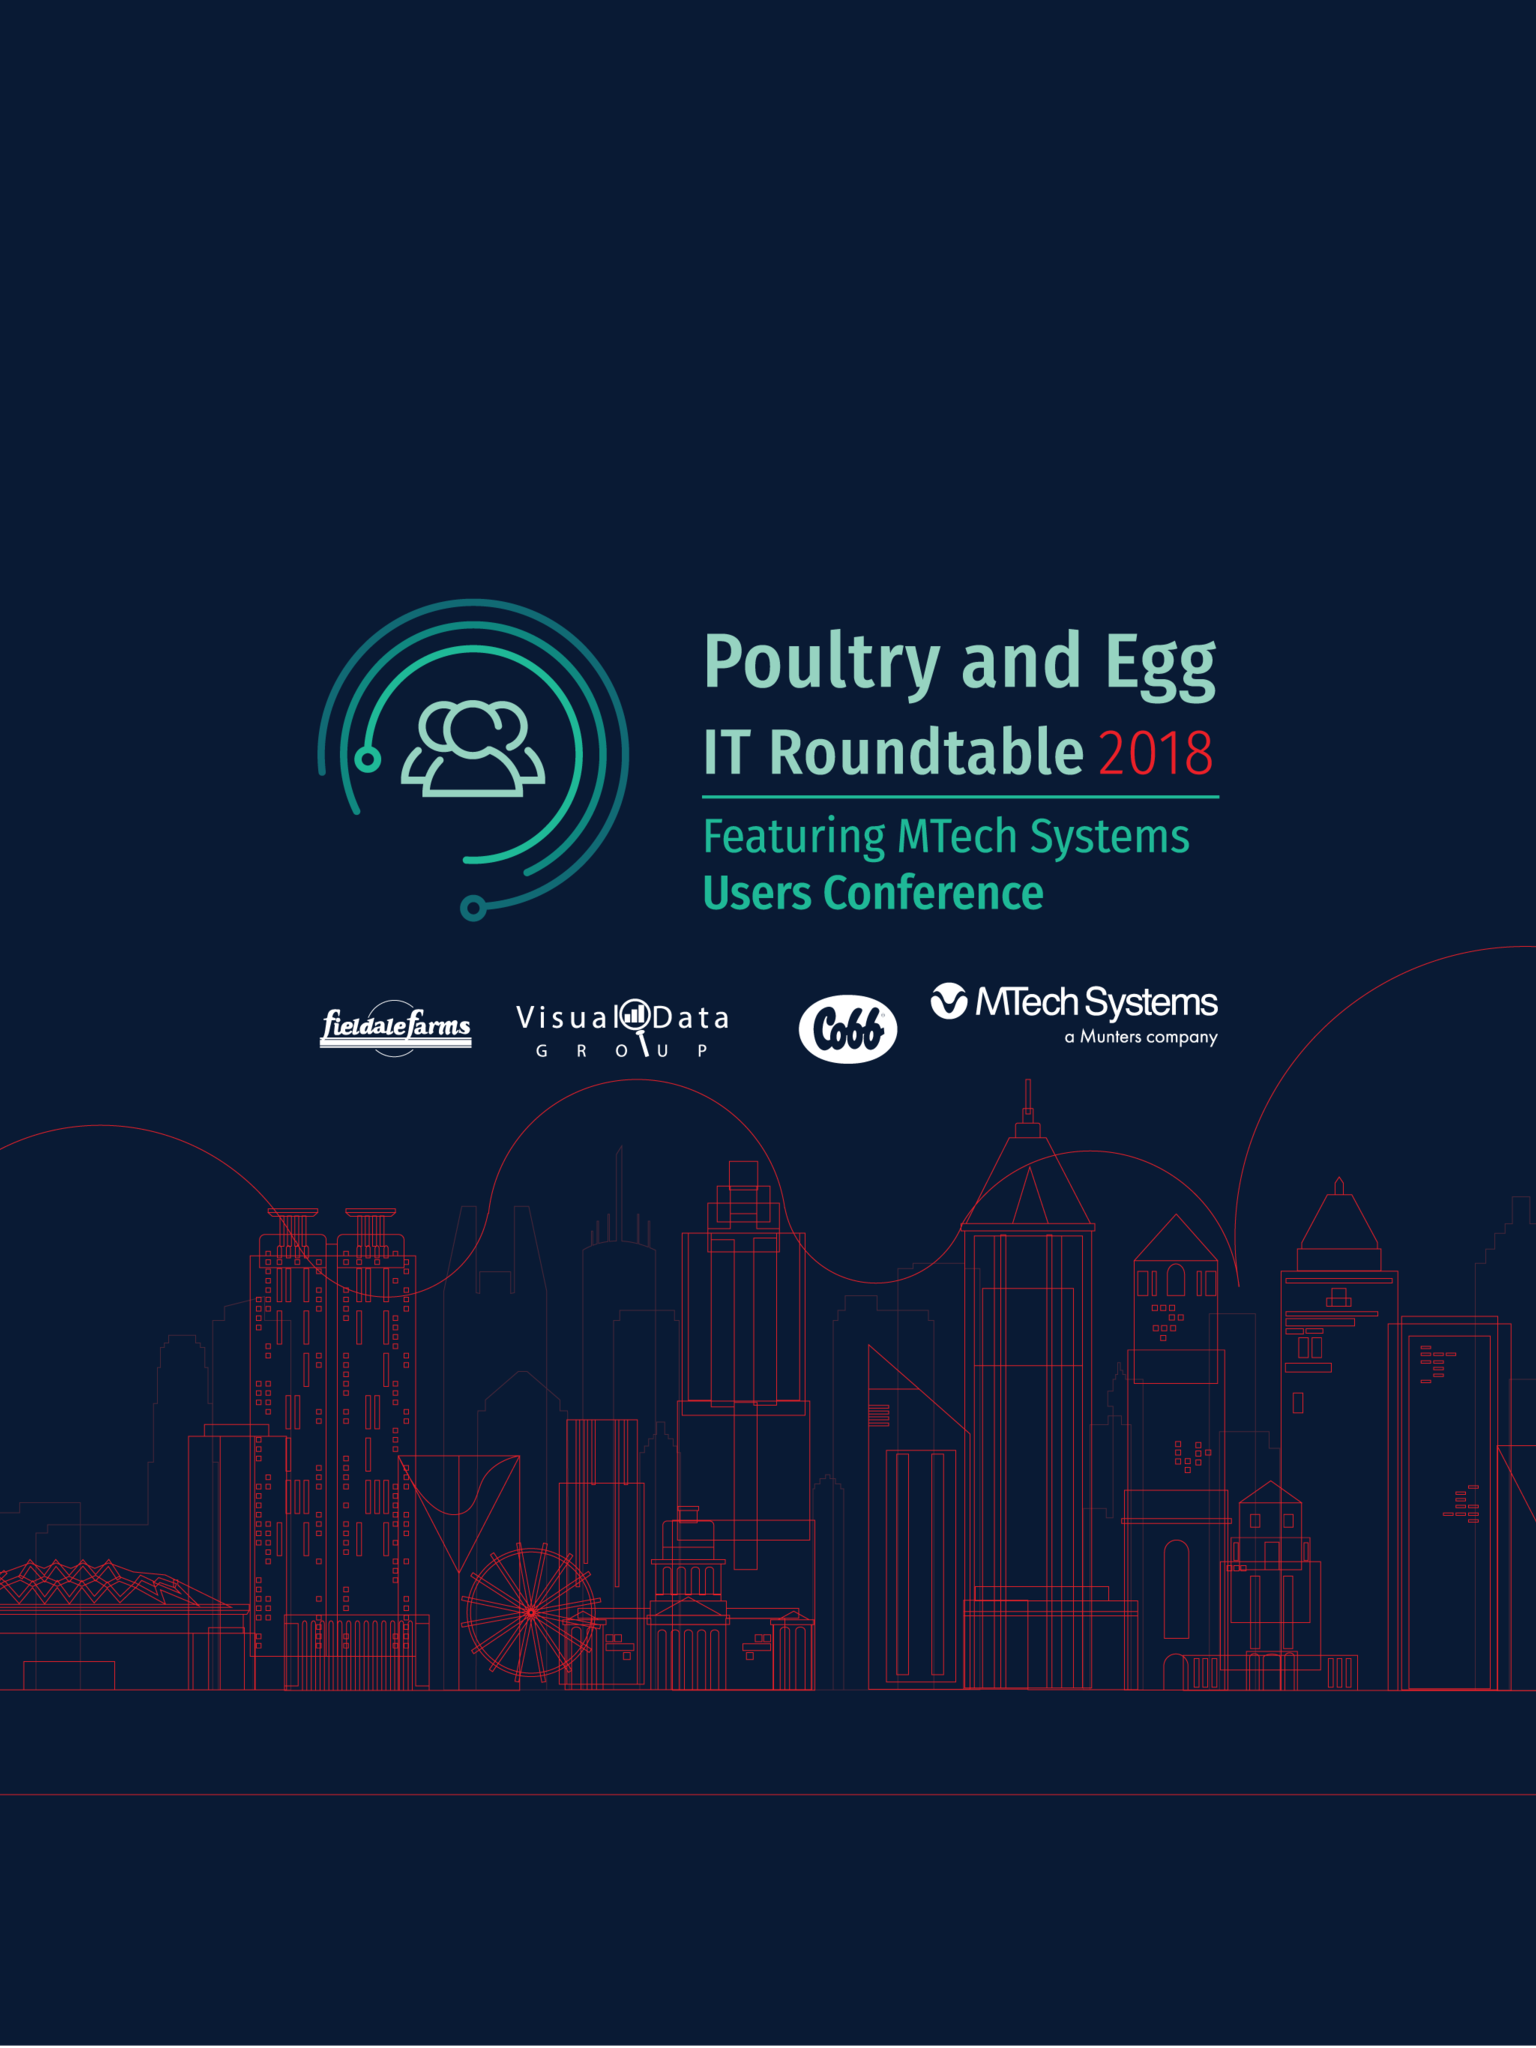 Poultry and Egg
IT Roundtable 2018
Featuring MTech Systems
Users Conference
fieldale farms
Visual Data
GROUP
Cobb
MTech Systems
a Munters company